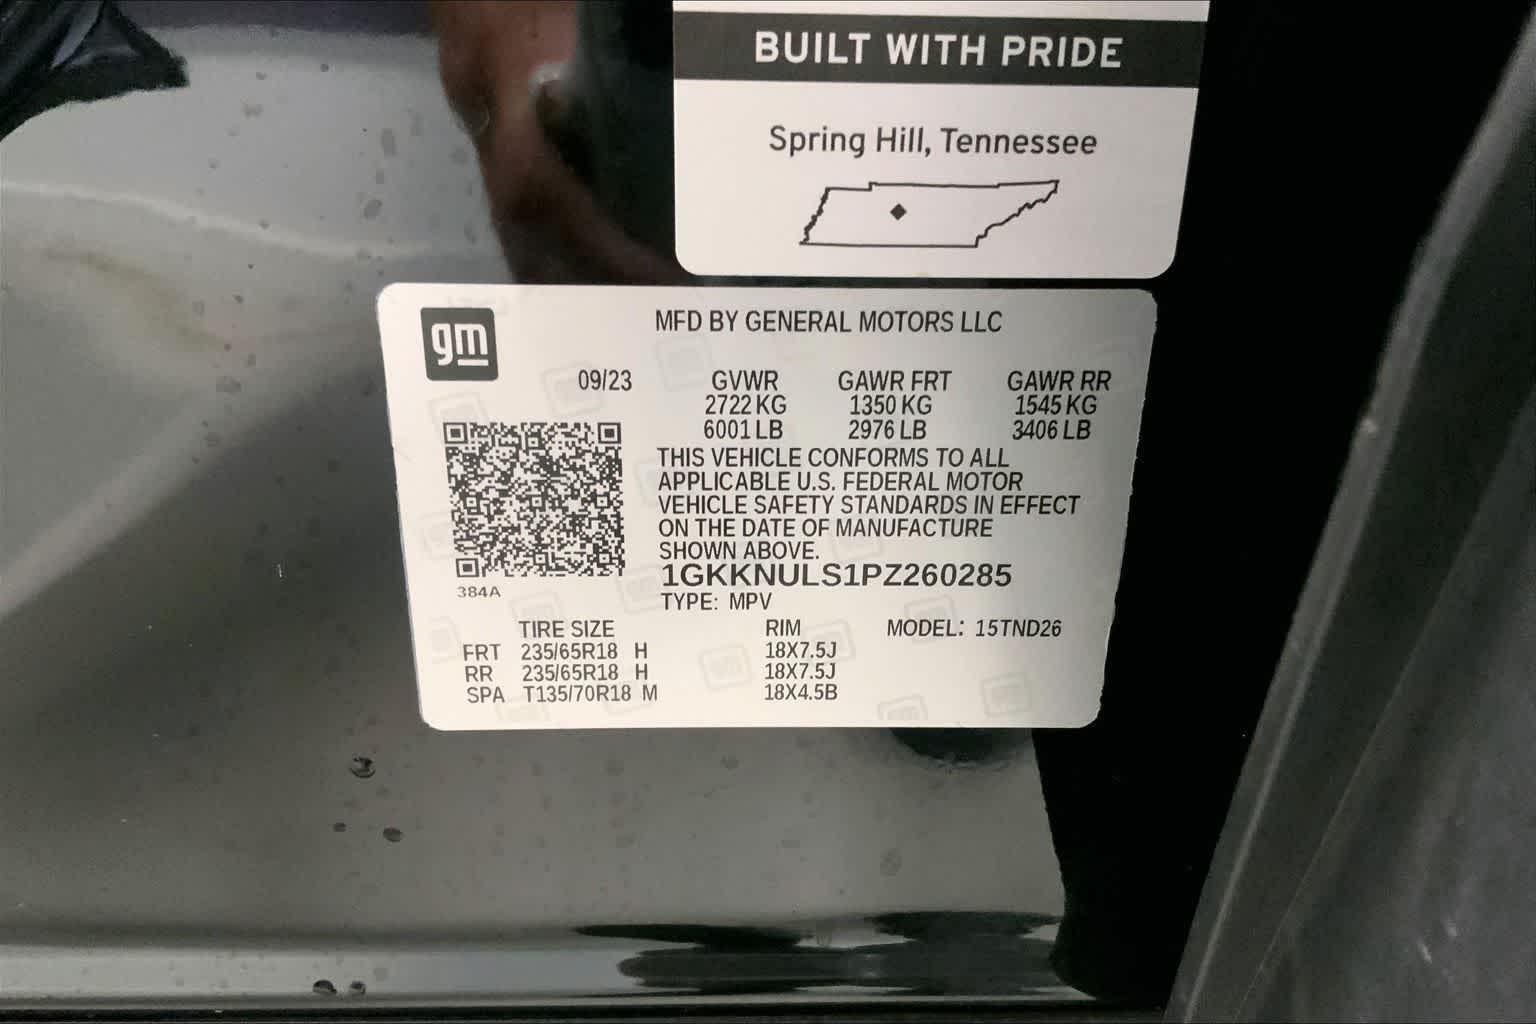 BUILT WITH PRIDE
Spring Hill, Tennessee
gm
MFD BY GENERAL MOTORS LLC
09/23 GVWR GAWR FRT GAWR RR
2722 KG 1350 KG 1545 KG
6001 LB 2976 LB 3406 LB
THIS VEHICLE CONFORMS TO ALL
APPLICABLE U.S. FEDERAL MOTOR
VEHICLE SAFETY STANDARDS IN EFFECT
ON THE DATE OF MANUFACTURE
SHOWN ABOVE.
1GKKNULS1PZ260285
384A
TYPE: MPV
TIRE SIZE RIM MODEL: 15TND26
FRT 235/65R18 H 18X7.5J
RR 235/65R18 H 18X7.5J
SPA T135/70R18 M 18X4.5B